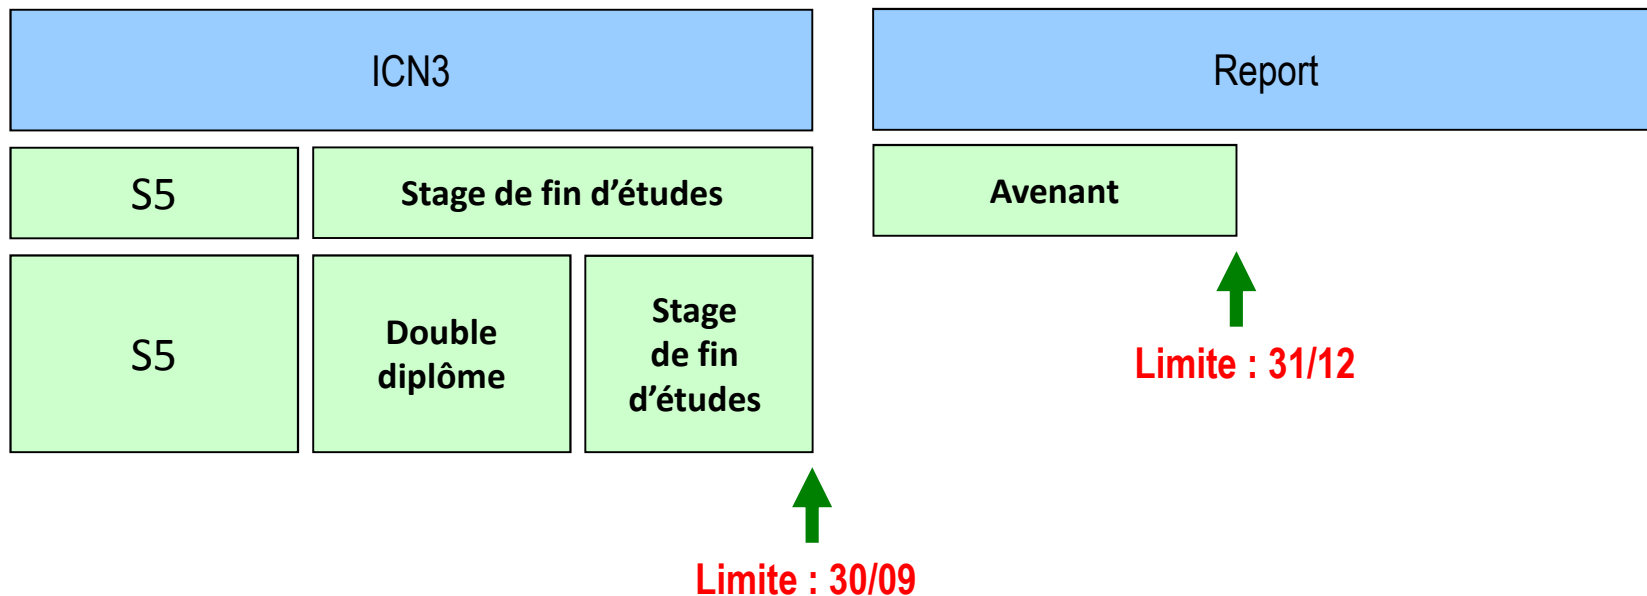 ICN3
Report
S5
Stage de fin d’études
Avenant
S5
Double
diplôme
Stage
de fin
d’études
Limite : 31/12
Limite : 30/09